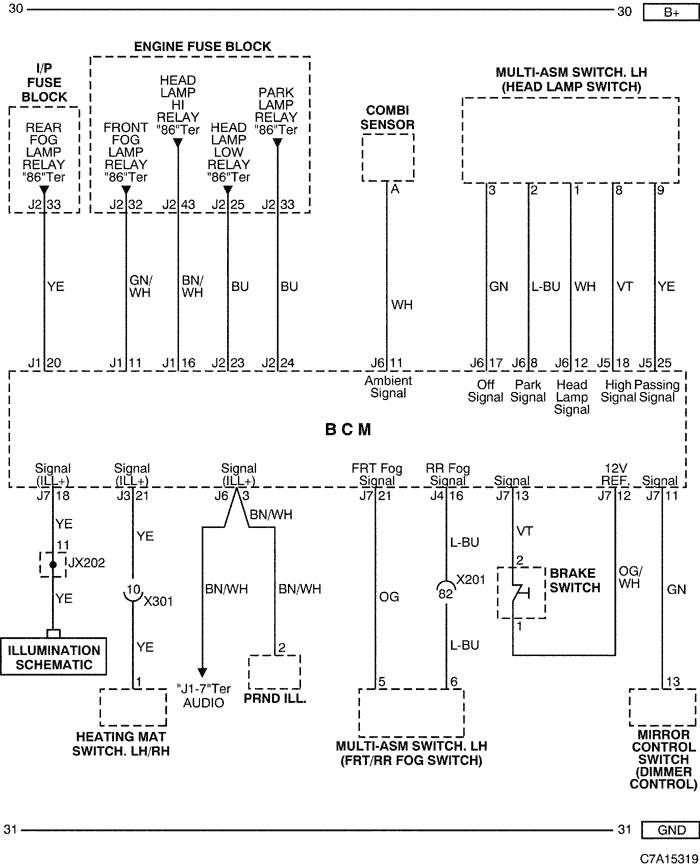 30
30 B+
ENGINE FUSE BLOCK
I/P
FUSE
BLOCK
REAR
FOG
LAMP
RELAY
"86"Ter
FRONT
FOG
LAMP
RELAY
"86"Ter
HEAD
LAMP
HI
RELAY
"86"Ter
HEAD
LAMP
LOW
RELAY
"86"Ter
PARK
LAMP
RELAY
"86"Ter
COMBI
SENSOR
MULTI-ASM SWITCH. LH
(HEAD LAMP SWITCH)
J2 33
J2 32
J2 43
J2 25
J2 33
A
3
2
1
8
9
YE
GN/
WH
BN/
WH
BU
BU
WH
GN
L-BU
WH
VT
YE
J1 20
J1 11
J1 16
J2 23
J2 24
J6 11
J6 17
J6 8
J6 12
J5 18
J5 25
Ambient
Signal
Off
Signal
Park
Signal
Head
Lamp
Signal
High
Signal
Passing
Signal
BCM
Signal
(ILL+)
Signal
(ILL+)
Signal
(ILL+)
FRT Fog
Signal
RR Fog
Signal
Signal
12V
REF.
Signal
J7 18
J3 21
J6 3
J7 21
J4 16
J7 13
J7 12
J7 11
YE
11
JX202
YE
YE
10
X301
YE
1
BN/WH
BN/WH
BN/WH
2
OG
5
L-BU
X201
82
L-BU
6
VT
2
BRAKE
SWITCH
1
OG/
WH
GN
13
ILLUMINATION
SCHEMATIC
HEATING MAT
SWITCH. LH/RH
"J1-7"Ter
AUDIO
PRND ILL.
MULTI-ASM SWITCH. LH
(FRT/RR FOG SWITCH)
MIRROR
CONTROL
SWITCH
(DIMMER
CONTROL)
31
31 GND
C7A15319